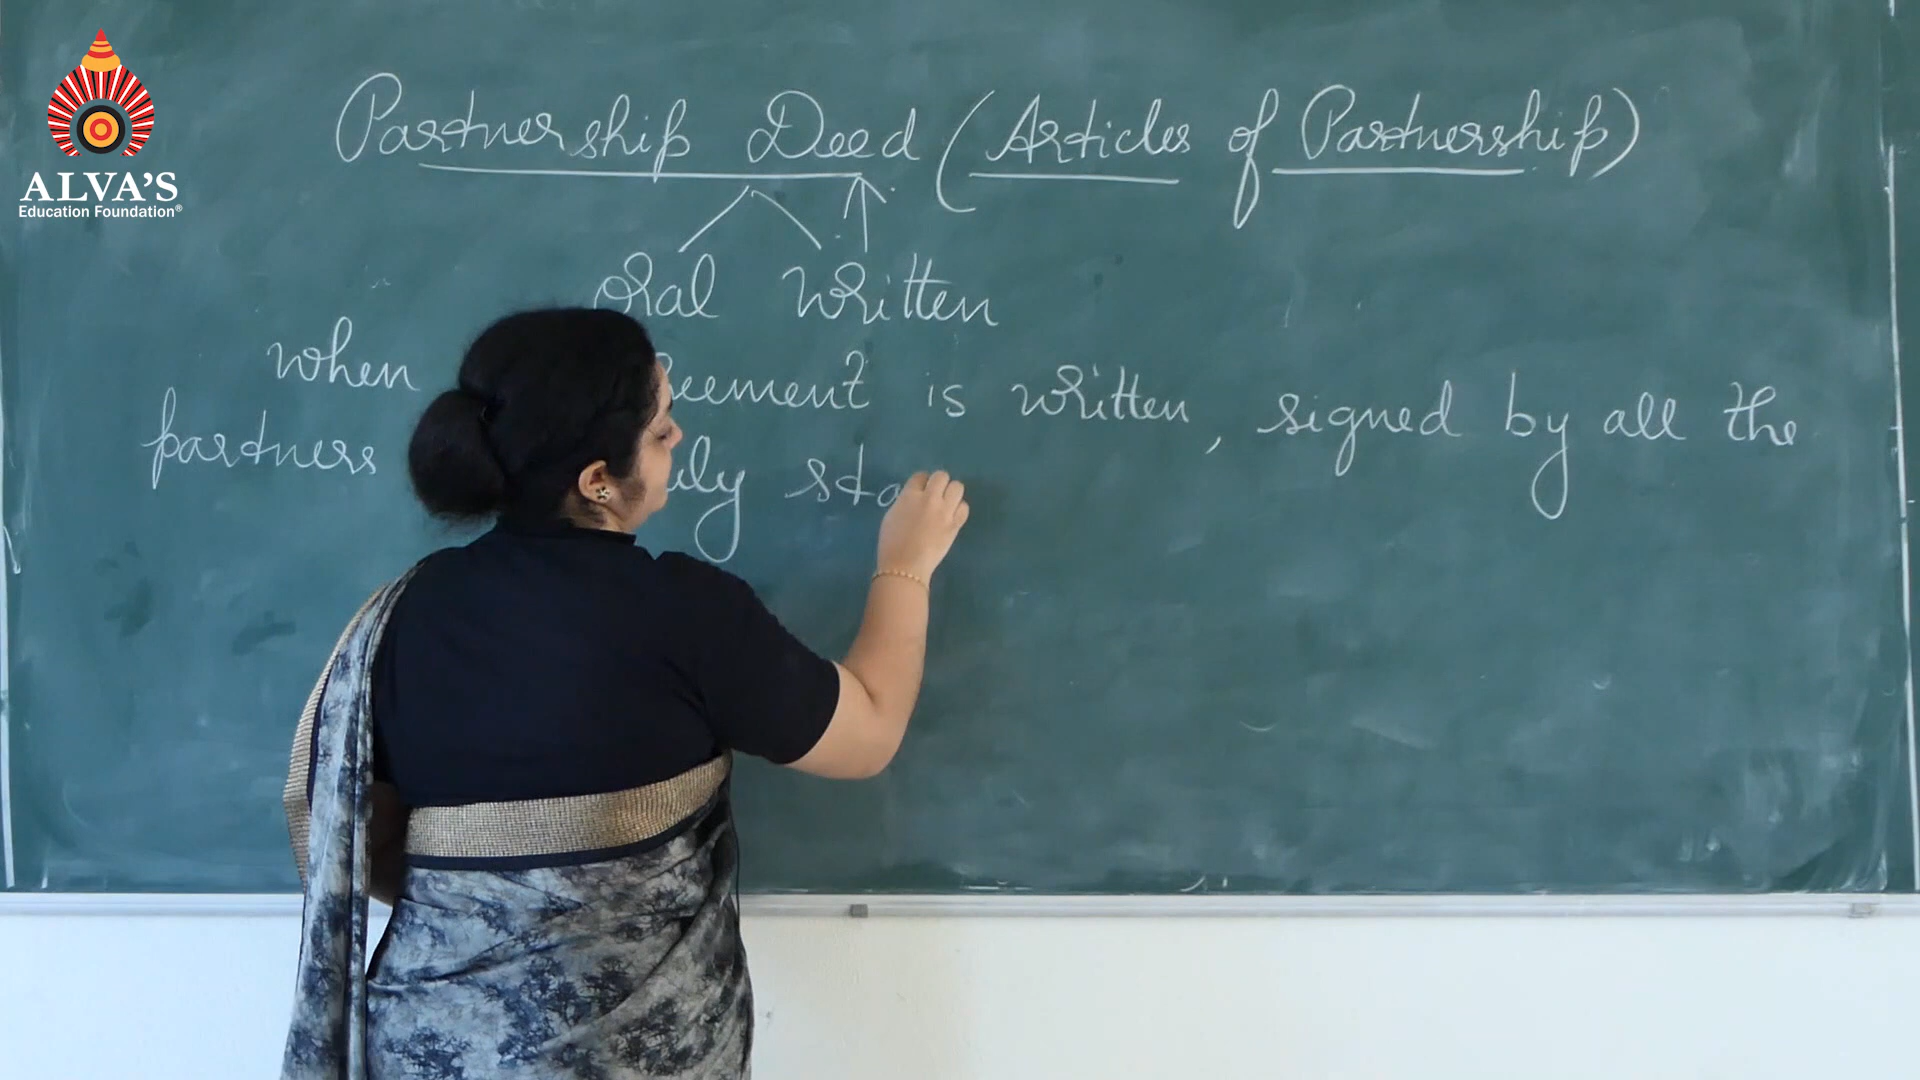 ALVA'S
Education Foundation®
Partnership Deed (Articles of Partnership)
oral written
when is written, signed by all the
partners